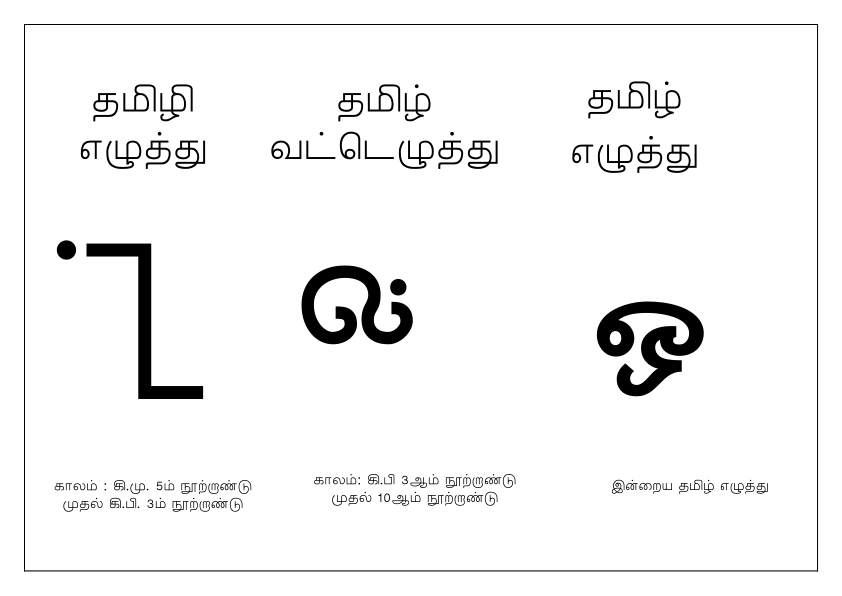 தமிழி
எழுத்து
தமிழ்
வட்டெழுத்து
தமிழ்
எழுத்து
ஒ
காலம் : கி.மு. 5ம் நூற்றாண்டு
முதல் கி.பி. 3ம் நூற்றாண்டு
காலம்: கி.பி 3ஆம் நூற்றாண்டு
முதல் 10ஆம் நூற்றாண்டு
இன்றைய தமிழ் எழுத்து